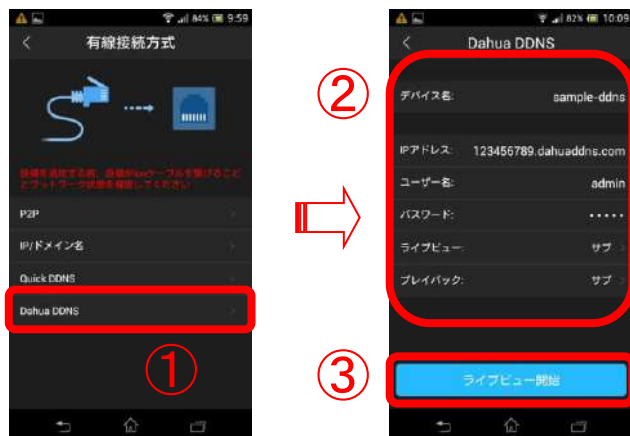 84% 9:59
有線接続方式
P2P
IP/ドメイン名
Quick DDNS
Dahua DDNS
①
②
③
82% 10:09
Dahua DDNS
デバイス名: sample-ddns
IPアドレス: 123456789.dahuaddns.com
ユーザー名: admin
パスワード: •••••
ライブビュー: サブ
プレイバック: サブ
ライブビュー開始